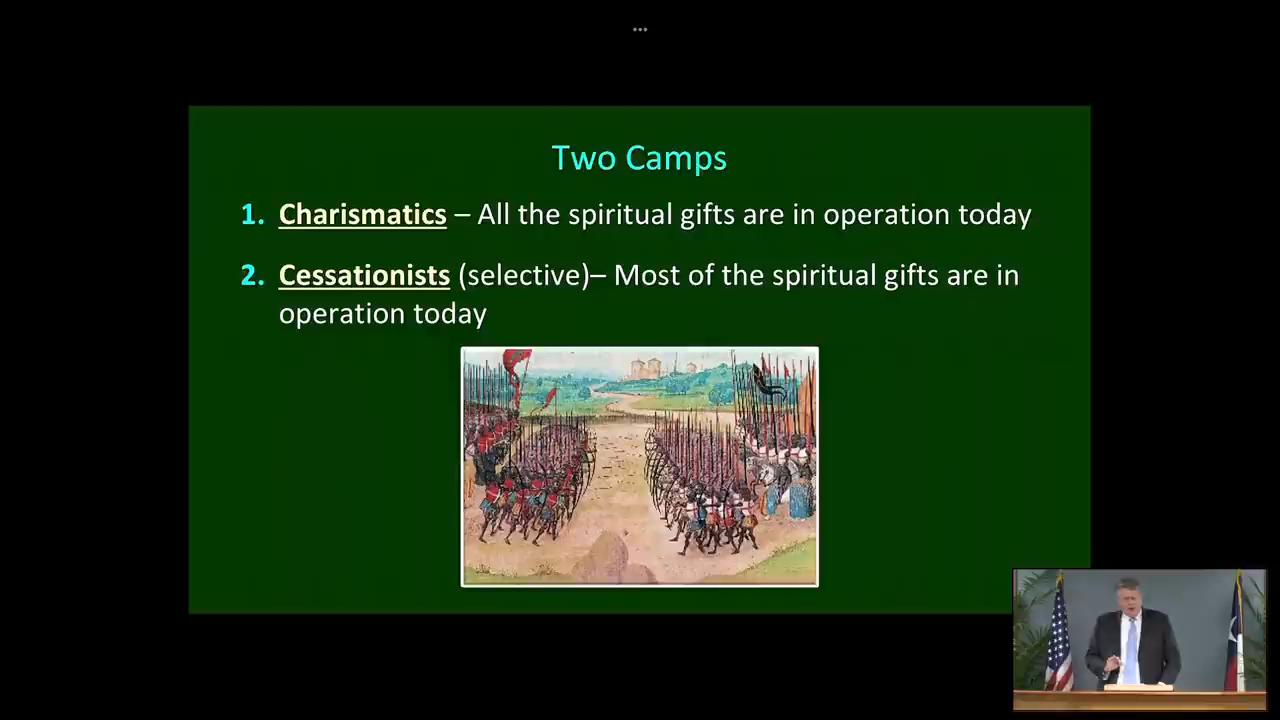 Two Camps
1. Charismatics – All the spiritual gifts are in operation today
2. Cessationists (selective)– Most of the spiritual gifts are in
operation today